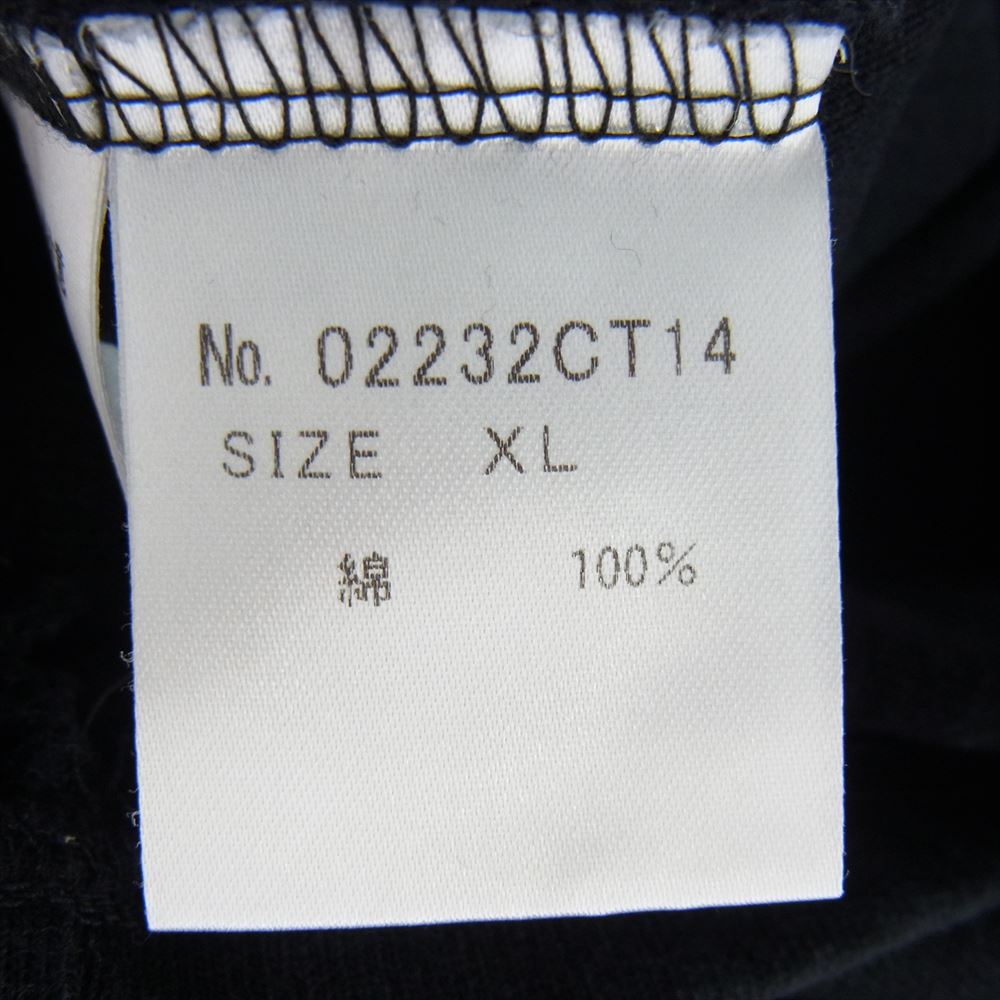 No. 02232CT14
SIZE XL
綿 100%